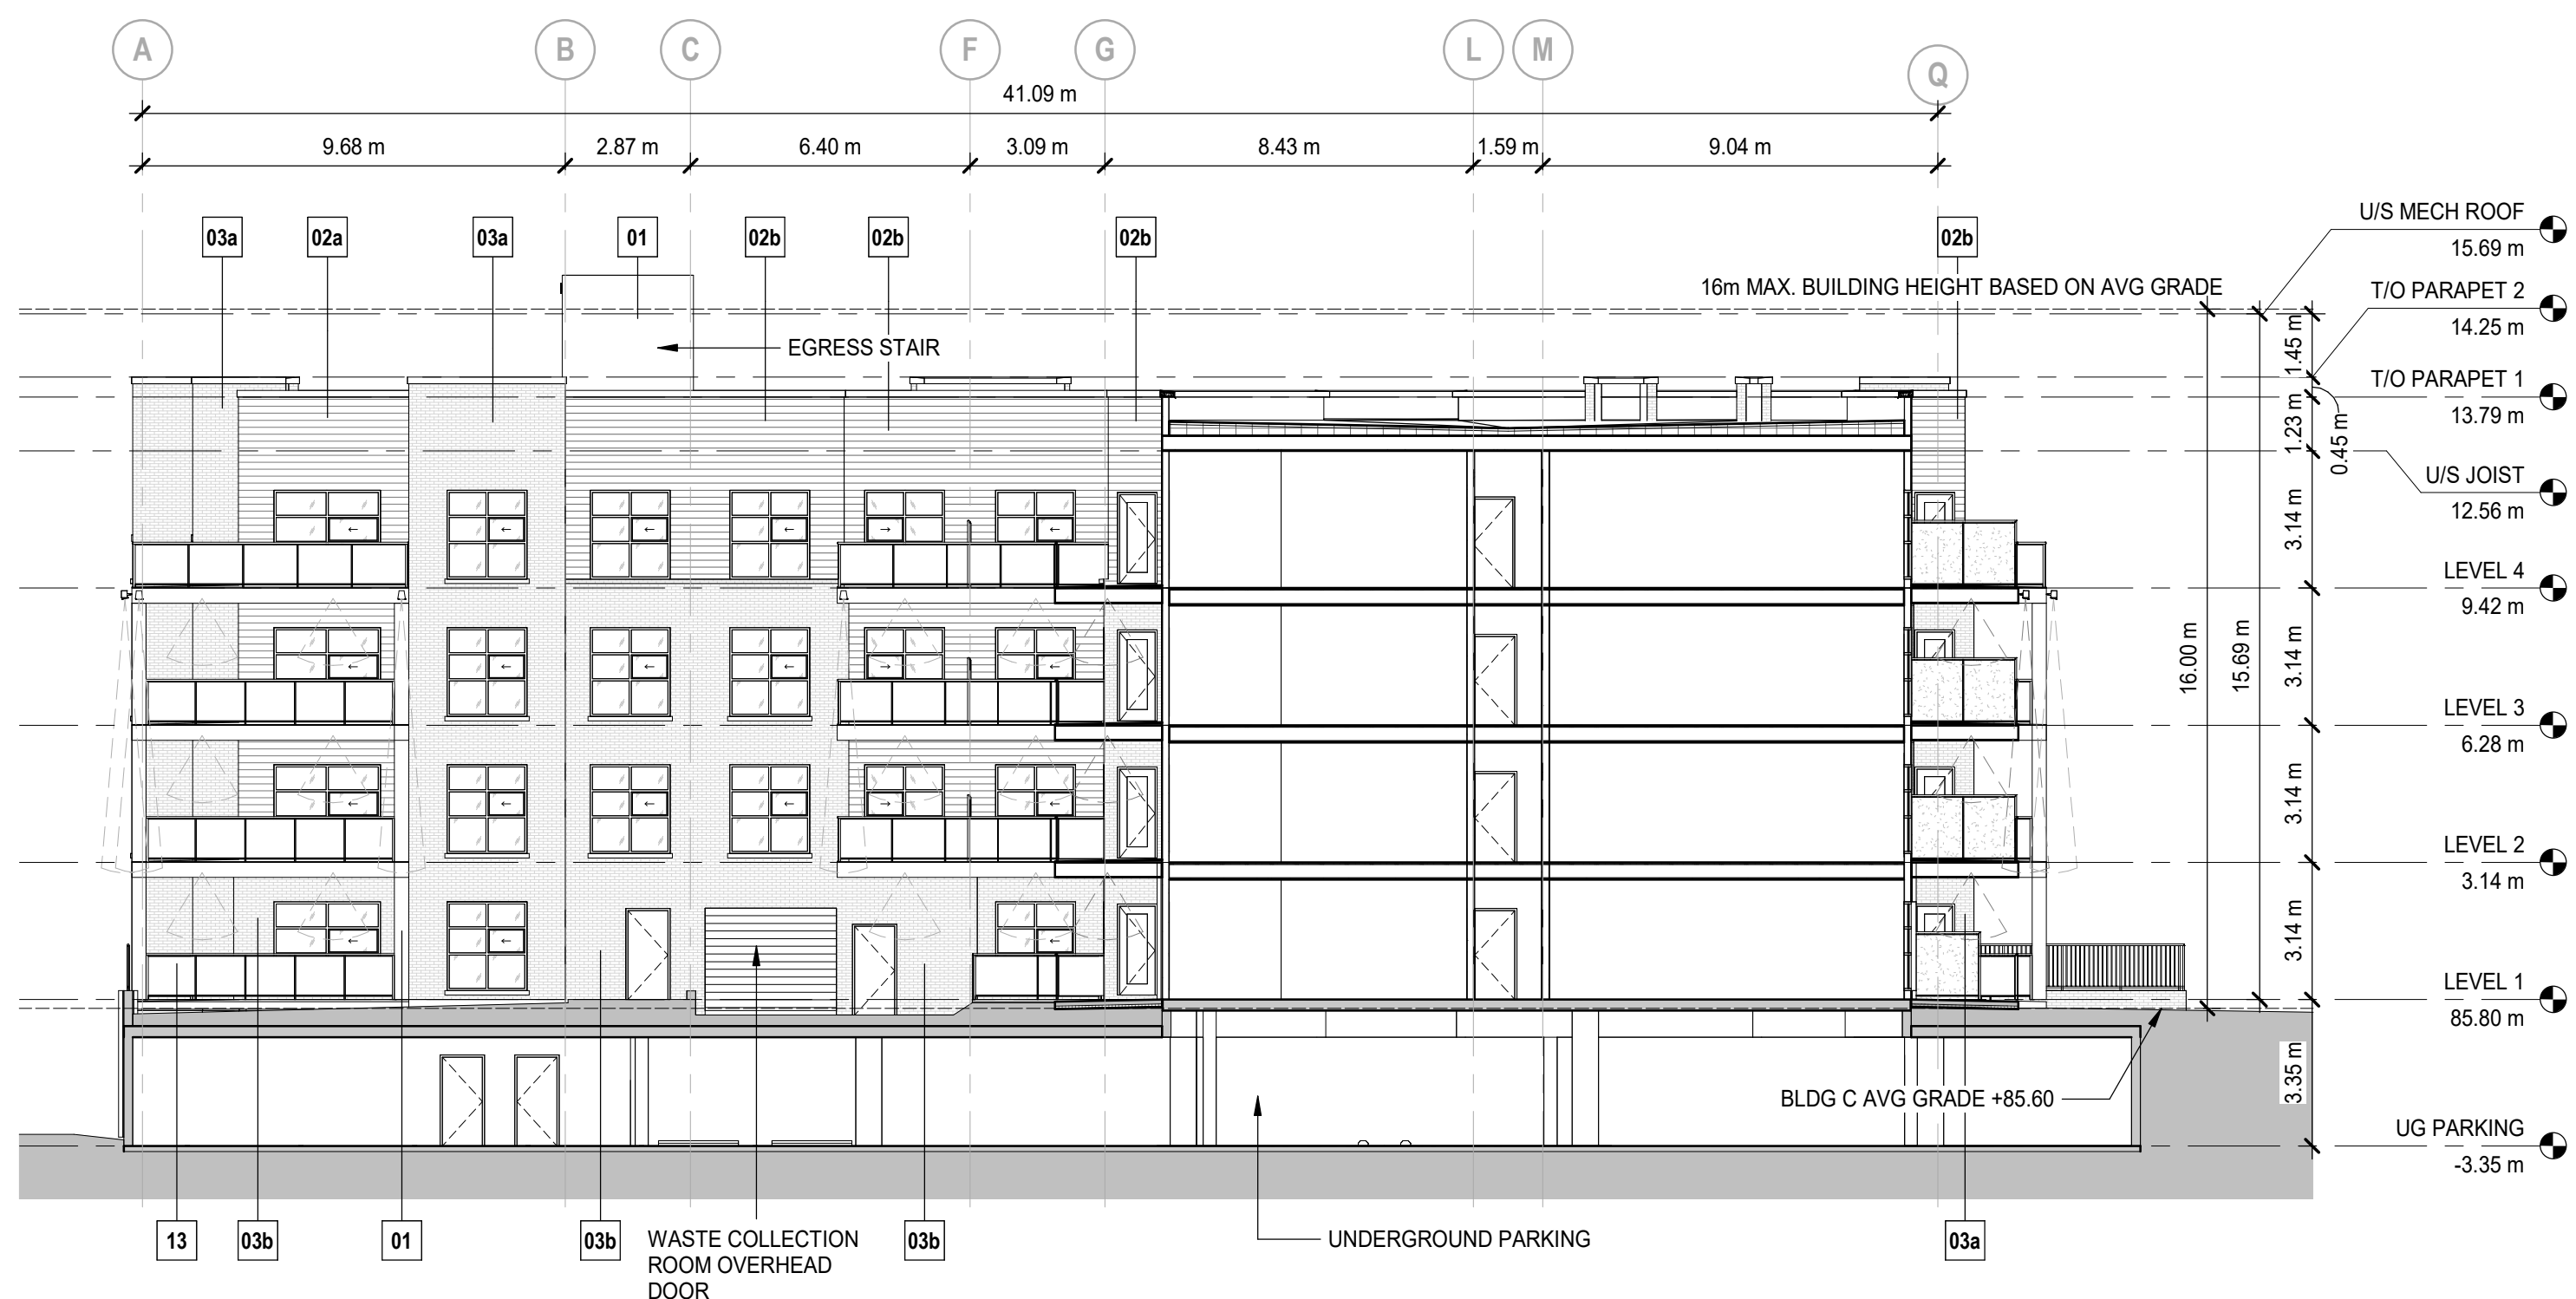 A B C F G L M Q
41.09 m
9.68 m 2.87 m 6.40 m 3.09 m 8.43 m 1.59 m 9.04 m
03a 02a 03a 01 02b 02b 02b 02b
U/S MECH ROOF
15.69 m
16m MAX. BUILDING HEIGHT BASED ON AVG GRADE
T/O PARAPET 2
14.25 m
EGRESS STAIR
1.45 m
T/O PARAPET 1
13.79 m
1.23 m
0.45 m
U/S JOIST
12.56 m
3.14 m
LEVEL 4
9.42 m
16.00 m
15.69 m
3.14 m
LEVEL 3
6.28 m
3.14 m
LEVEL 2
3.14 m
3.14 m
LEVEL 1
85.80 m
3.35 m
BLDG C AVG GRADE +85.60
UG PARKING
-3.35 m
13 03b 01 03b
WASTE COLLECTION
ROOM OVERHEAD
DOOR
03b
UNDERGROUND PARKING
03a